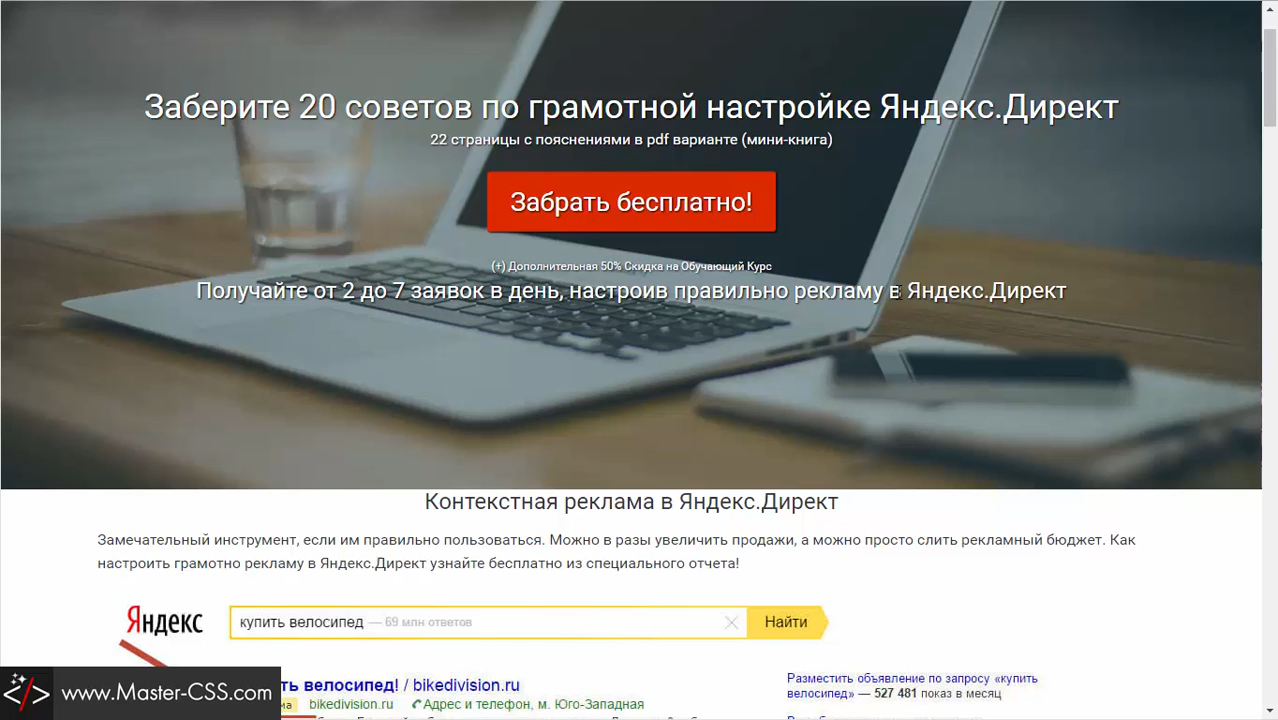 Заберите 20 советов по грамотной настройке Яндекс.Директ
22 страницы с пояснениями в pdf варианте (мини-книга)
Забрать бесплатно!
(+) Дополнительная 50% Скидка на Обучающий Курс
Получайте от 2 до 7 заявок в день, настроив правильно рекламу в Яндекс.Директ
Контекстная реклама в Яндекс.Директ
Замечательный инструмент, если им правильно пользоваться. Можно в разы увеличить продажи, а можно просто слить рекламный бюджет. Как
настроить грамотно рекламу в Яндекс.Директ узнайте бесплатно из специального отчета!
Яндекс
купить велосипед — 69 млн ответов
Найти
ть велосипед! / bikedivision.ru
bikedivision.ru Адрес и телефон, м. Юго-Западная
Разместить объявление по запросу «купить
велосипед» — 527 481 показ в месяц
www.Master-CSS.com